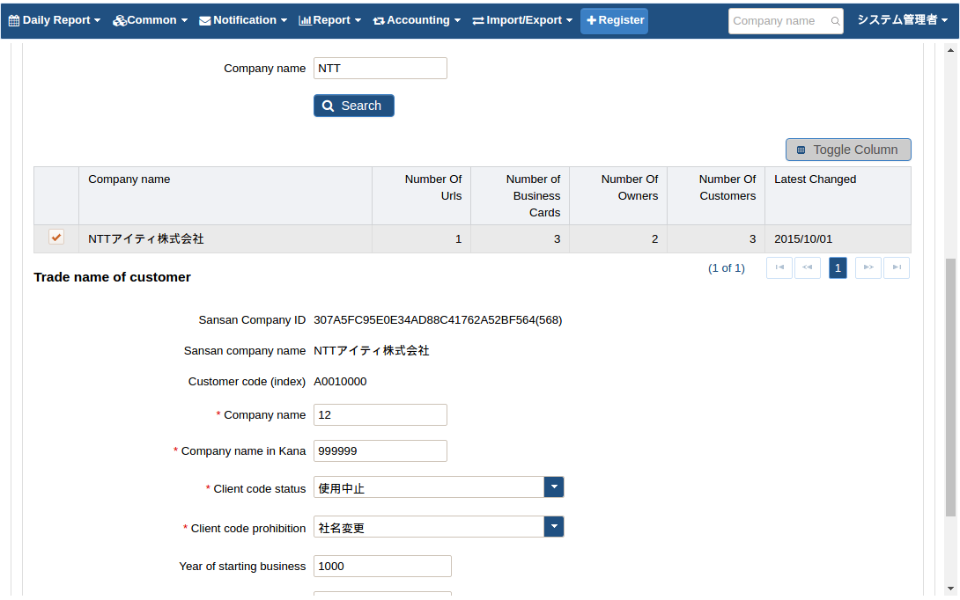 Daily Report Common Notification Report Accounting Import/Export Register Company name システム管理者
Company name NTT
Search
Toggle Column
Company name Number Of Urls Number of Business Cards Number Of Owners Number Of Customers Latest Changed
NTTアイティ株式会社 1 3 2 3 2015/10/01
(1 of 1) 1
Trade name of customer
Sansan Company ID 307A5FC95E0E34AD88C41762A52BF564(568)
Sansan company name NTTアイティ株式会社
Customer code (index) A0010000
* Company name 12
* Company name in Kana 999999
* Client code status 使用中止
* Client code prohibition 社名変更
Year of starting business 1000